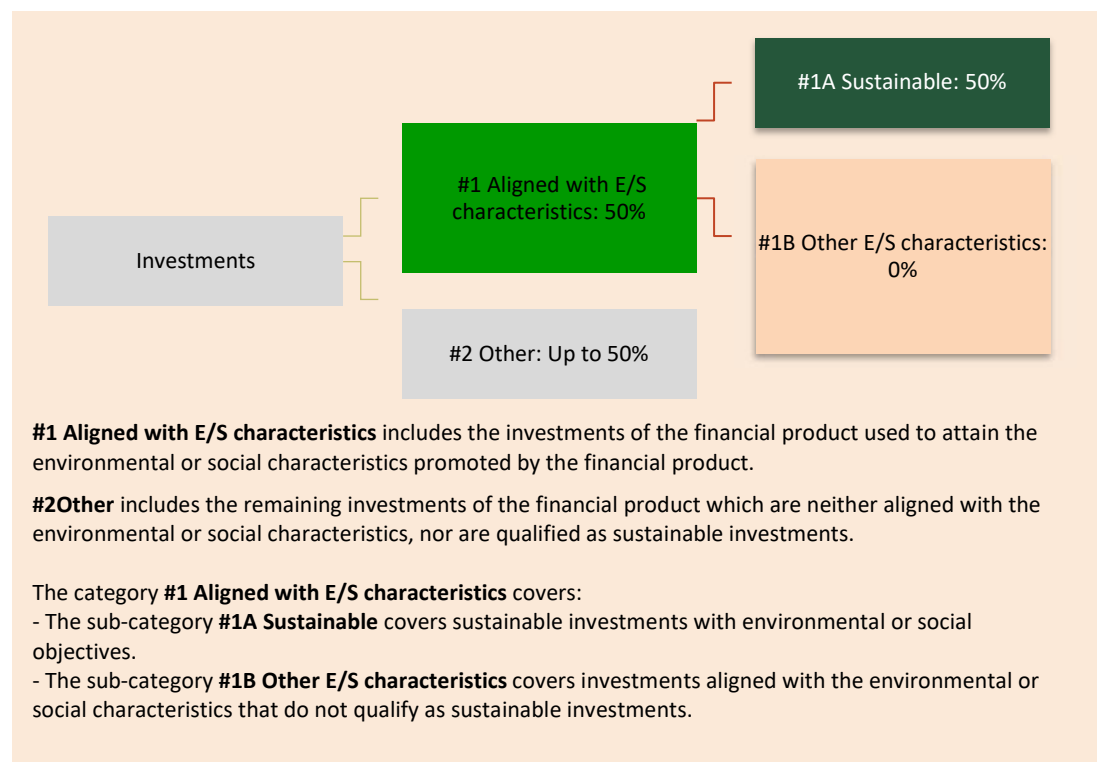 #1A Sustainable: 50%
#1 Aligned with E/S
characteristics: 50%
#1B Other E/S characteristics:
0%
Investments
#2 Other: Up to 50%
#1 Aligned with E/S characteristics includes the investments of the financial product used to attain the
environmental or social characteristics promoted by the financial product.
#2Other includes the remaining investments of the financial product which are neither aligned with the
environmental or social characteristics, nor are qualified as sustainable investments.
The category #1 Aligned with E/S characteristics covers:
- The sub-category #1A Sustainable covers sustainable investments with environmental or social
objectives.
- The sub-category #1B Other E/S characteristics covers investments aligned with the environmental or
social characteristics that do not qualify as sustainable investments.